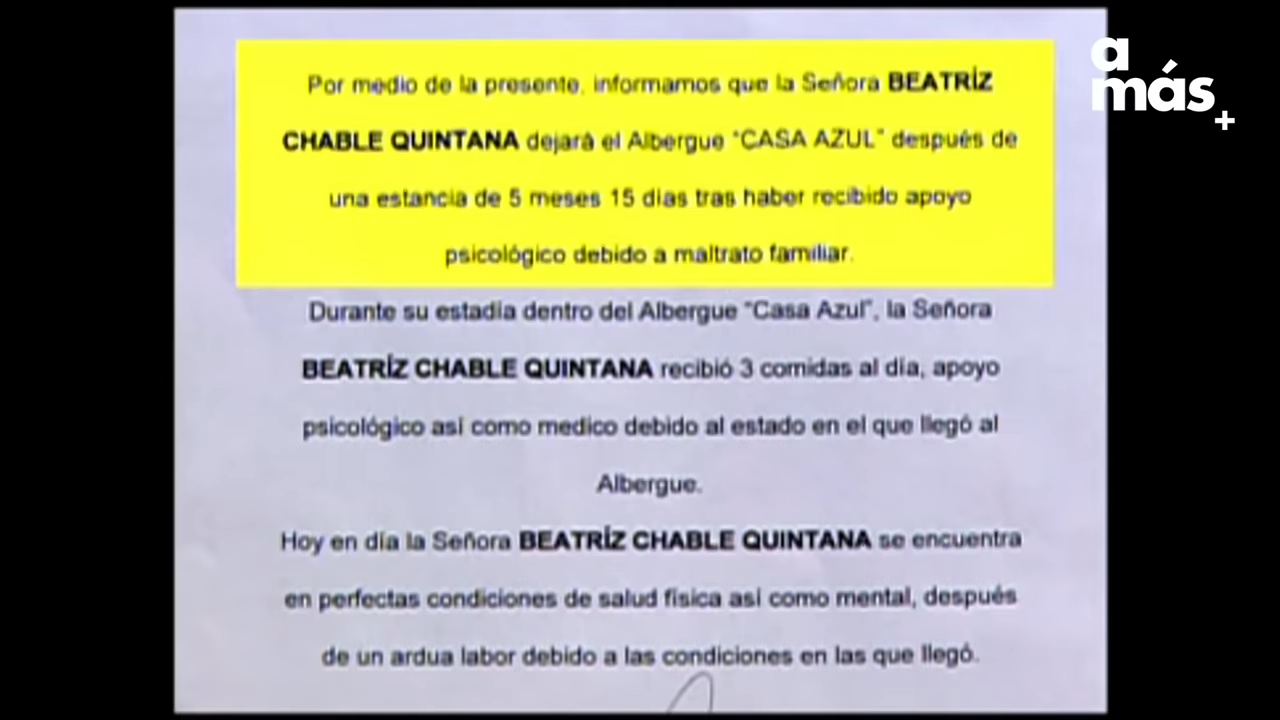 Por medio de la presente, informamos que la Señora BEATRÍZ
CHABLE QUINTANA dejará el Albergue "CASA AZUL" después de
una estancia de 5 meses 15 días tras haber recibido apoyo
psicológico debido a maltrato familiar.
Durante su estadía dentro del Albergue "Casa Azul", la Señora
BEATRÍZ CHABLE QUINTANA recibió 3 comidas al día, apoyo
psicológico así como medico debido al estado en el que llegó al
Albergue.
Hoy en día la Señora BEATRÍZ CHABLE QUINTANA se encuentra
en perfectas condiciones de salud física así como mental, después
de un ardua labor debido a las condiciones en las que llegó.
a
más+